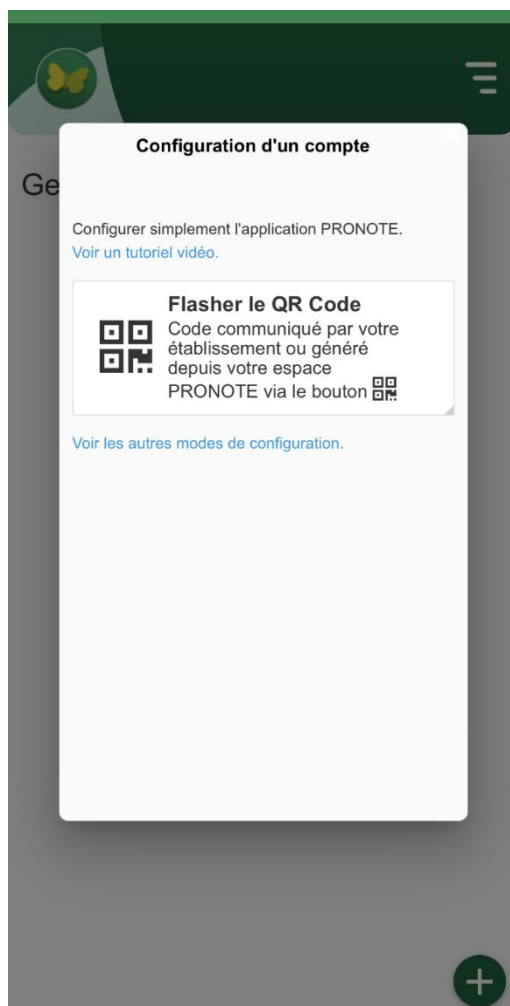 Configuration d'un compte
Ge
Configurer simplement l'application PRONOTE.
Voir un tutoriel vidéo.
Flasher le QR Code
Code communiqué par votre
établissement ou généré
depuis votre espace
PRONOTE via le bouton
Voir les autres modes de configuration.